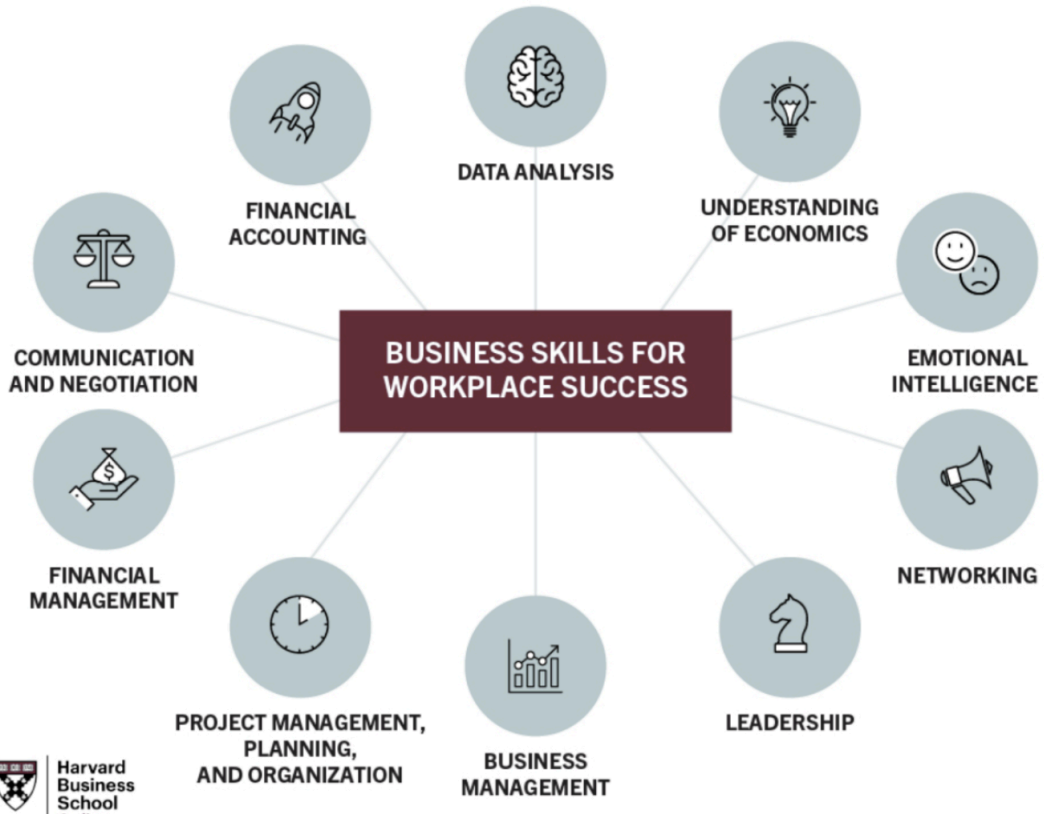 DATA ANALYSIS
FINANCIAL
ACCOUNTING
UNDERSTANDING
OF ECONOMICS
COMMUNICATION
AND NEGOTIATION
BUSINESS SKILLS FOR
WORKPLACE SUCCESS
EMOTIONAL
INTELLIGENCE
$
FINANCIAL
MANAGEMENT
NETWORKING
PROJECT MANAGEMENT,
PLANNING,
AND ORGANIZATION
BUSINESS
MANAGEMENT
LEADERSHIP
Harvard
Business
School